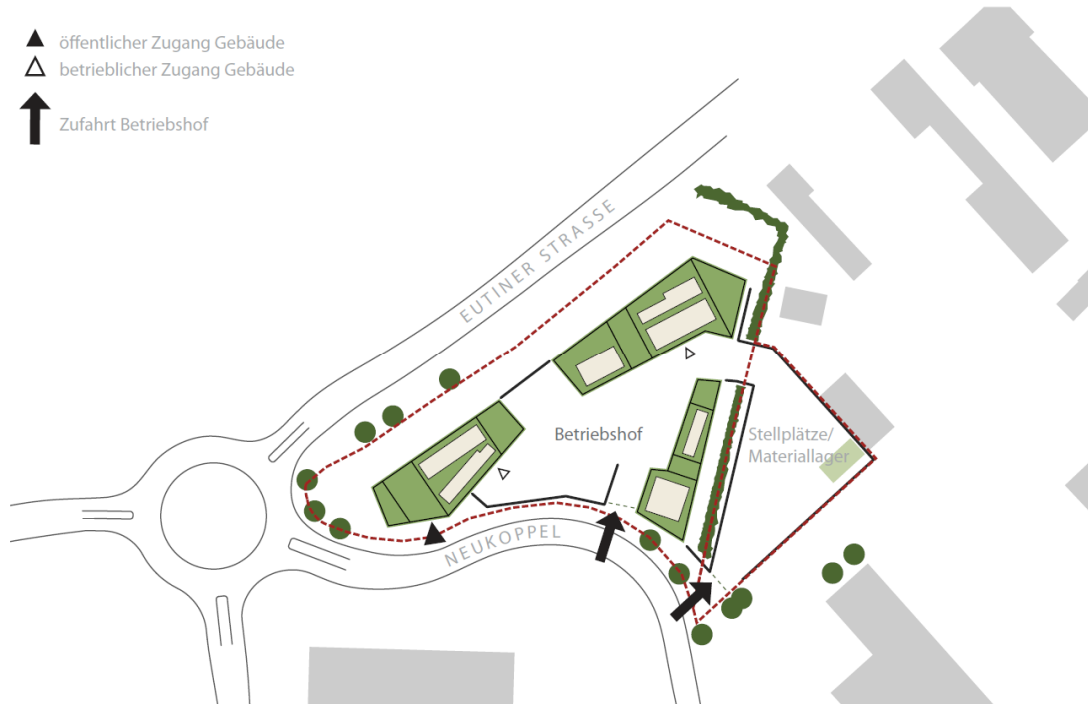 öffentlicher Zugang Gebäude
betrieblicher Zugang Gebäude
Zufahrt Betriebshof
EUTINER STRASSE
Betriebshof
Stellplätze/
Materiallager
NEUKOPPEL